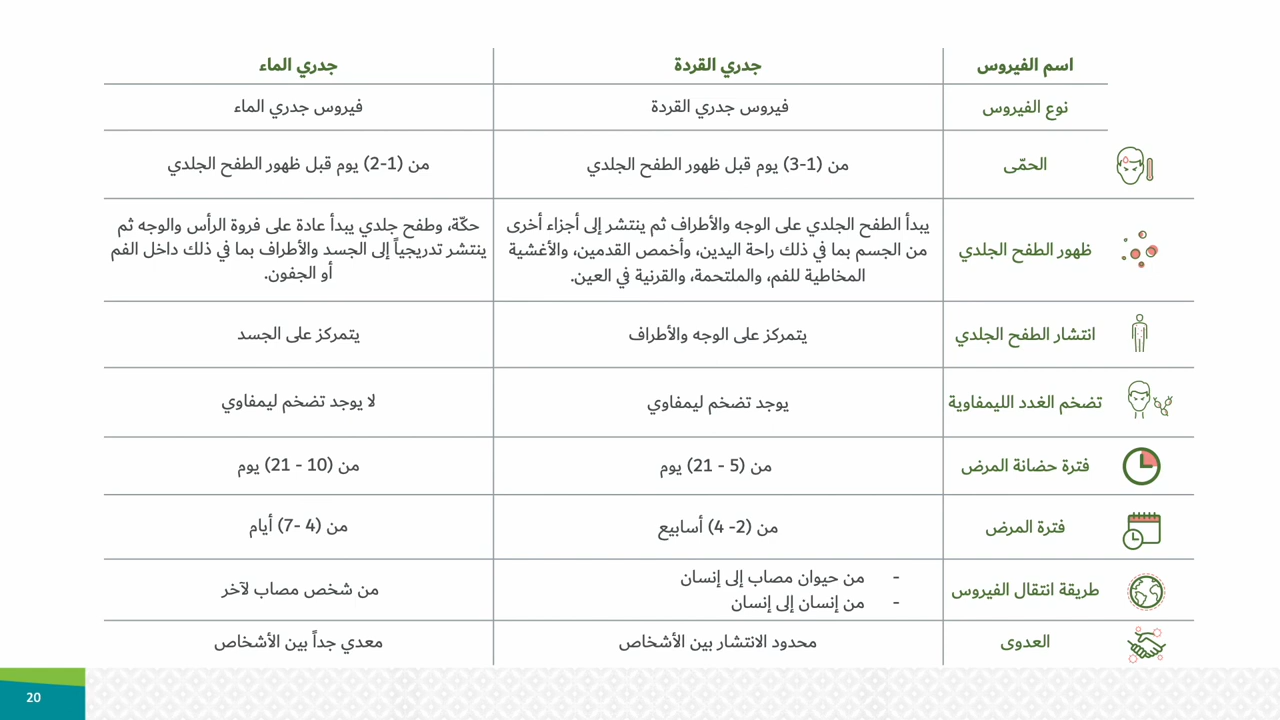 اسم الفيروس
جدري القردة
جدري الماء
نوع الفيروس
فيروس جدري القردة
فيروس جدري الماء
الحمّى
من (1-3) يوم قبل ظهور الطفح الجلدي
من (1-2) يوم قبل ظهور الطفح الجلدي
ظهور الطفح الجلدي
يبدأ الطفح الجلدي على الوجه والأطراف ثم ينتشر إلى أجزاء أخرى
من الجسم بما في ذلك راحة اليدين، وأخمص القدمين، والأغشية
المخاطية للفم، والملتحمة، والقرنية في العين.
حكّة، وطفح جلدي يبدأ عادة على فروة الرأس والوجه ثم
ينتشر تدريجياً إلى الجسد والأطراف بما في ذلك داخل الفم
أو الجفون.
انتشار الطفح الجلدي
يتمركز على الوجه والأطراف
يتمركز على الجسد
تضخم الغدد الليمفاوية
يوجد تضخم ليمفاوي
لا يوجد تضخم ليمفاوي
فترة حضانة المرض
من (5 - 21) يوم
من (10 - 21) يوم
فترة المرض
من (2- 4) أسابيع
من (4 -7) أيام
طريقة انتقال الفيروس
- من حيوان مصاب إلى إنسان
- من إنسان إلى إنسان
من شخص مصاب لآخر
العدوى
محدود الانتشار بين الأشخاص
معدي جداً بين الأشخاص
20